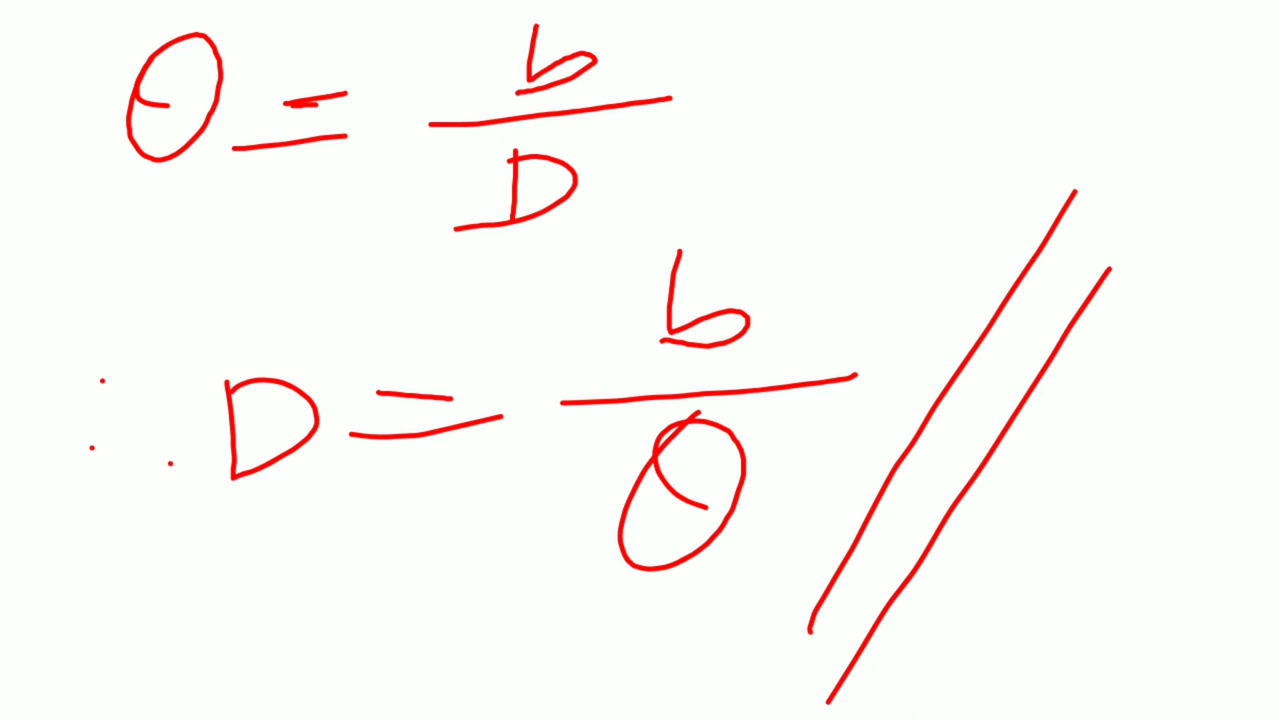 θ = b/D
∴ D = b/θ //